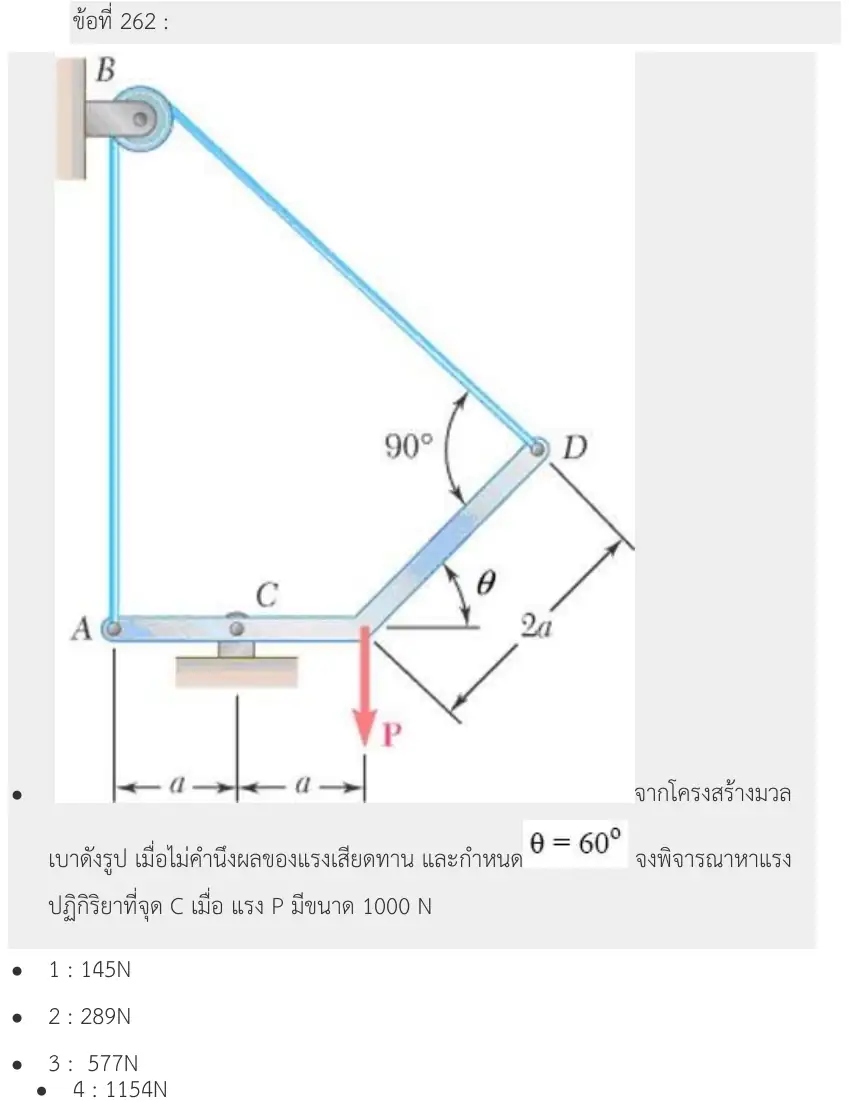 ข้อที่ 262 :
B
90°
D
θ
C
A
2a
P
a
a
จากโครงสร้างมวล
เบาดังรูป เมื่อไม่คำนึงผลของแรงเสียดทาน และกำหนด θ = 60° จงพิจารณาหาแรง
ปฏิกิริยาที่จุด C เมื่อ แรง P มีขนาด 1000 N
1 : 145N
2 : 289N
3 : 577N
4 : 1154N